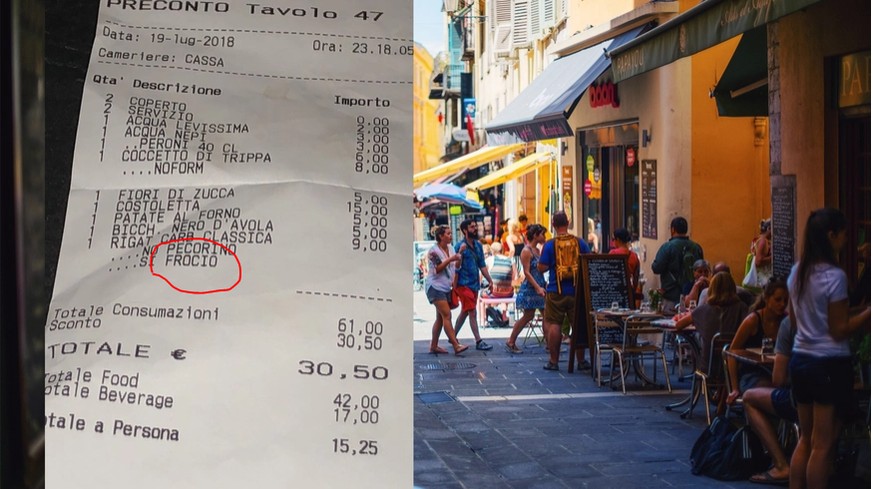 PRECONTO Tavolo 47
Data: 19-lug-2018 Ora: 23.18.05
Cameriere: CASSA
Qta' Descrizione Importo
2 COPERTO 0,00
2 SERVIZIO 2,00
1 ACQUA LEVISSIMA 3,00
1 ACQUA NEPI 3,00
1 ..PERONI 40 CL 6,00
1 COCCETTO DI TRIPPA 8,00
....NOFORM
1 FIORI DI ZUCCA 5,00
1 COSTOLETTA 15,00
1 PATATE AL FORNO 5,00
1 BICCH. NERO D'AVOLA 5,00
1 RIGAT.CARB.CLASSICA 9,00
....NO PECORINO
....SI FROCIO
Totale Consumazioni 61,00
Sconto 30,50
TOTALE € 30,50
Totale Food 42,00
Totale Beverage 17,00
otale a Persona 15,25